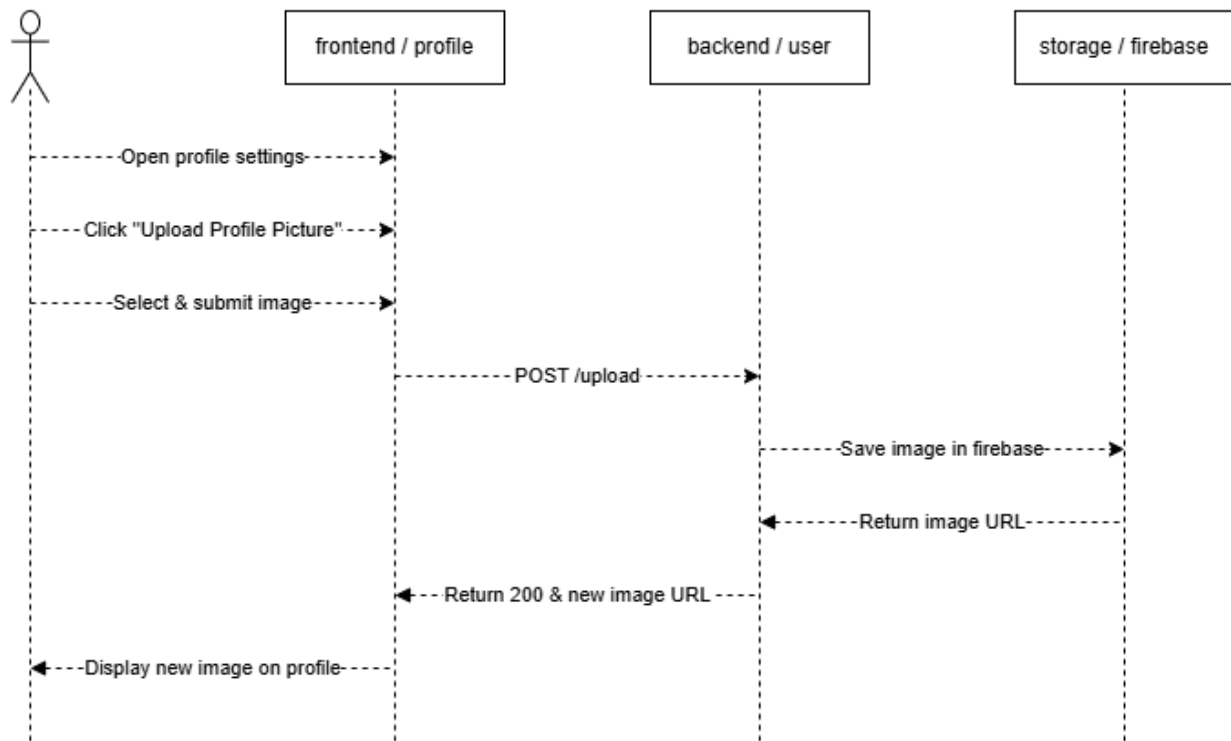 frontend / profile
backend / user
storage / firebase
Open profile settings
Click "Upload Profile Picture"
Select & submit image
POST /upload
Save image in firebase
Return image URL
Return 200 & new image URL
Display new image on profile